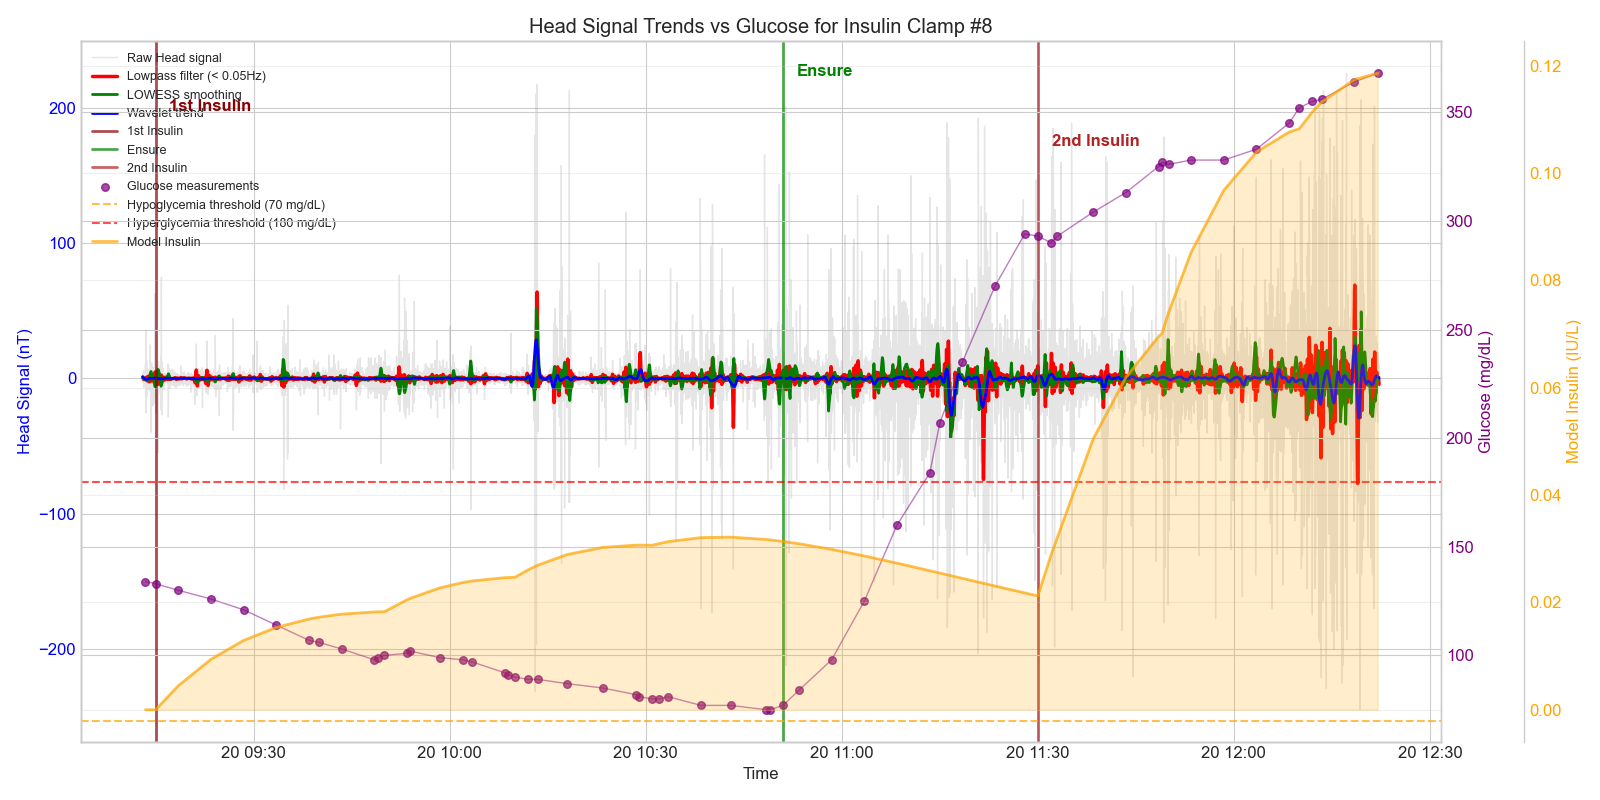 Head Signal Trends vs Glucose for Insulin Clamp #8
Raw Head signal
Lowpass filter (< 0.05Hz)
LOWESS smoothing
Wavelet trend
1st Insulin
Ensure
2nd Insulin
Glucose measurements
Hypoglycemia threshold (70 mg/dL)
Hyperglycemia threshold (180 mg/dL)
Model Insulin
1st Insulin
Ensure
2nd Insulin
Head Signal (nT)
200
100
0
−100
−200
Glucose (mg/dL)
350
300
250
200
150
100
Model Insulin (IU/L)
0.12
0.10
0.08
0.06
0.04
0.02
0.00
20 09:30
20 10:00
20 10:30
20 11:00
20 11:30
20 12:00
20 12:30
Time